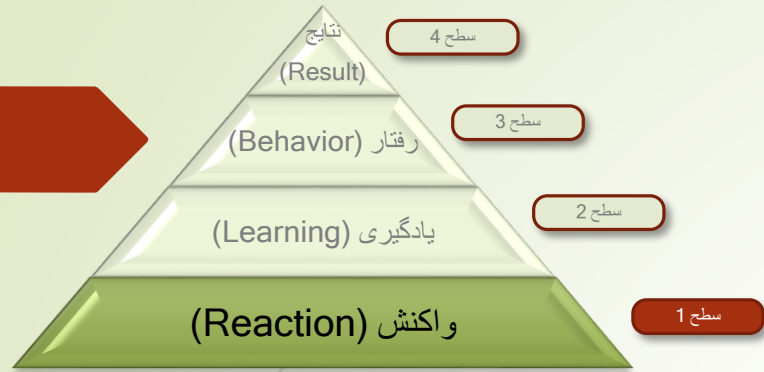 نتایج
(Result)
سطح 4
رفتار (Behavior)
سطح 3
یادگیری (Learning)
سطح 2
واکنش (Reaction)
سطح 1